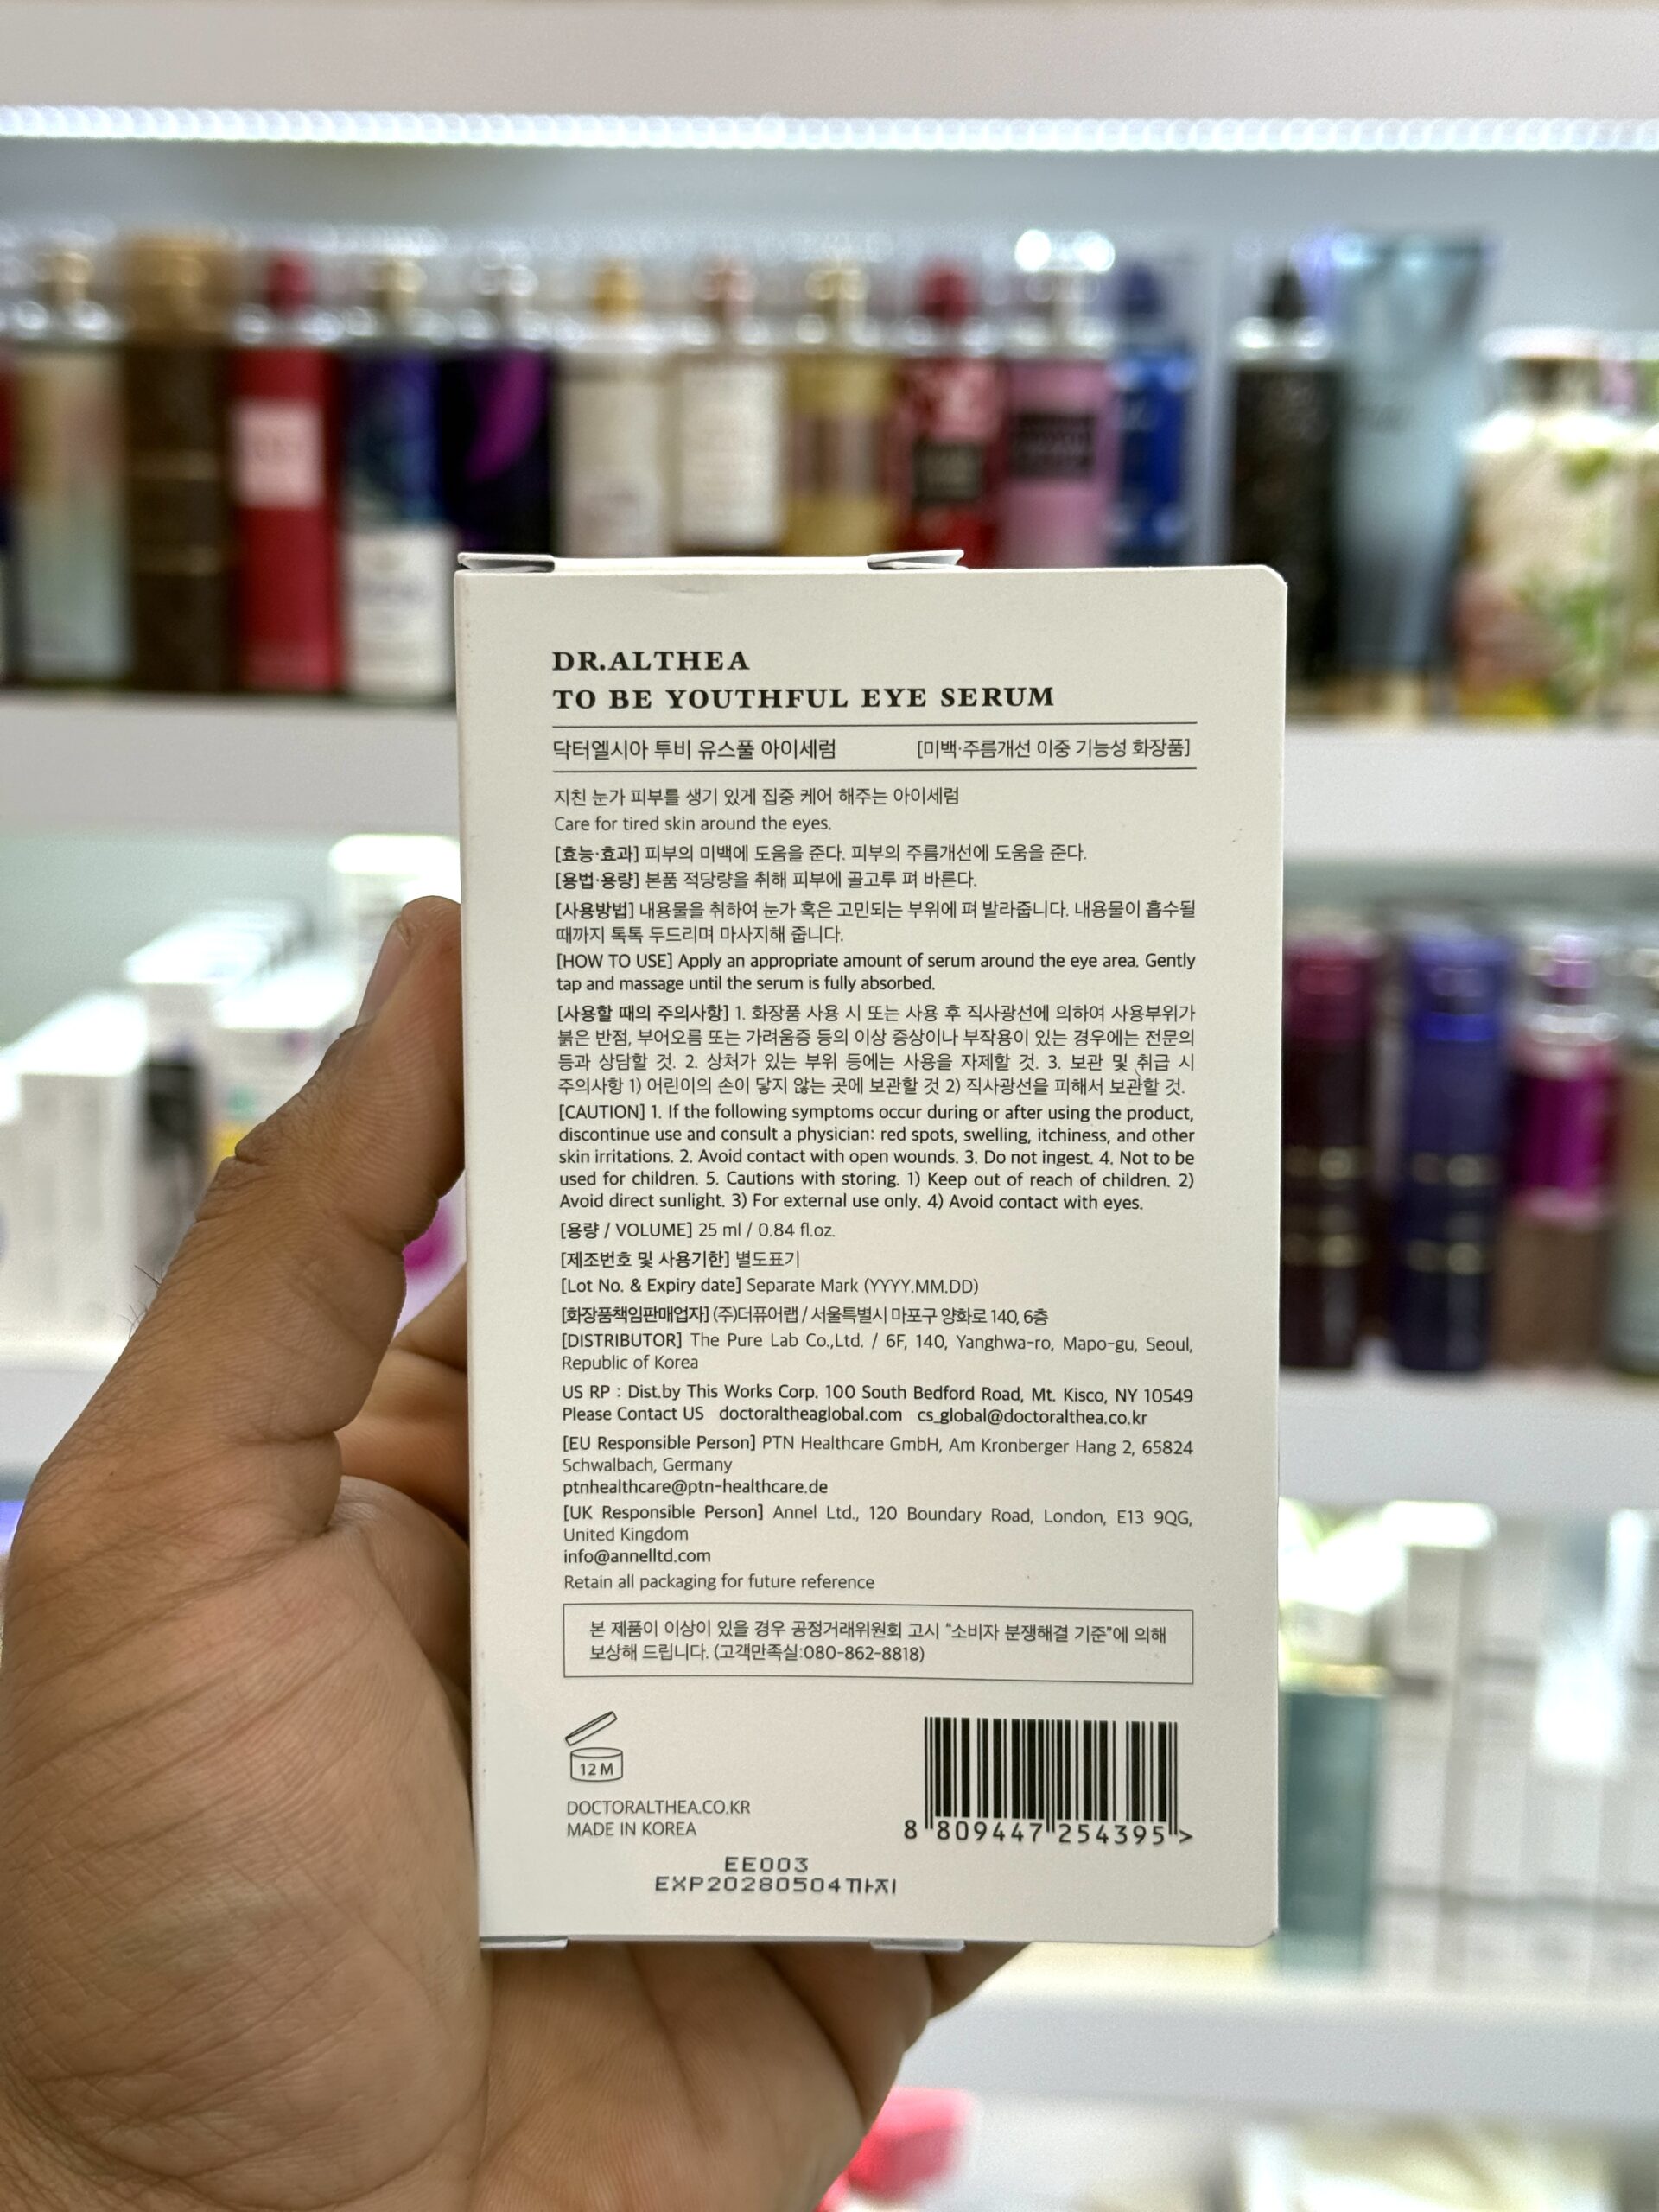 DR.ALTHEA
TO BE YOUTHFUL EYE SERUM
닥터엘시아 투비 유스풀 아이세럼 [미백·주름개선 이중 기능성 화장품]
지친 눈가 피부를 생기 있게 집중 케어 해주는 아이세럼
Care for tired skin around the eyes.
[효능·효과] 피부의 미백에 도움을 준다. 피부의 주름개선에 도움을 준다.
[용법·용량] 본품 적당량을 취해 피부에 골고루 펴 바른다.
[사용방법] 내용물을 취하여 눈가 혹은 고민되는 부위에 펴 발라줍니다. 내용물이 흡수될
때까지 톡톡 두드리며 마사지해 줍니다.
[HOW TO USE] Apply an appropriate amount of serum around the eye area. Gently
tap and massage until the serum is fully absorbed.
[사용할 때의 주의사항] 1. 화장품 사용 시 또는 사용 후 직사광선에 의하여 사용부위가
붉은 반점, 부어오름 또는 가려움증 등의 이상 증상이나 부작용이 있는 경우에는 전문의
등과 상담할 것. 2. 상처가 있는 부위 등에는 사용을 자제할 것. 3. 보관 및 취급 시
주의사항 1) 어린이의 손이 닿지 않는 곳에 보관할 것 2) 직사광선을 피해서 보관할 것.
[CAUTION] 1. If the following symptoms occur during or after using the product,
discontinue use and consult a physician: red spots, swelling, itchiness, and other
skin irritations. 2. Avoid contact with open wounds. 3. Do not ingest. 4. Not to be
used for children. 5. Cautions with storing. 1) Keep out of reach of children. 2)
Avoid direct sunlight. 3) For external use only. 4) Avoid contact with eyes.
[용량 / VOLUME] 25 ml / 0.84 fl.oz.
[제조번호 및 사용기한] 별도표기
[Lot No. & Expiry date] Separate Mark (YYYY.MM.DD)
[화장품책임판매업자] (주)더퓨어랩 / 서울특별시 마포구 양화로 140, 6층
[DISTRIBUTOR] The Pure Lab Co.,Ltd. / 6F, 140, Yanghwa-ro, Mapo-gu, Seoul,
Republic of Korea
US RP : Dist.by This Works Corp. 100 South Bedford Road, Mt. Kisco, NY 10549
Please Contact US doctoraltheaglobal.com cs_global@doctoralthea.co.kr
[EU Responsible Person] PTN Healthcare GmbH, Am Kronberger Hang 2, 65824
Schwalbach, Germany
ptnhealthcare@ptn-healthcare.de
[UK Responsible Person] Annel Ltd., 120 Boundary Road, London, E13 9QG,
United Kingdom
info@annelltd.com
Retain all packaging for future reference
본 제품이 이상이 있을 경우 공정거래위원회 고시 “소비자 분쟁해결 기준”에 의해
보상해 드립니다. (고객만족실:080-862-8818)
12 M
DOCTORALTHEA.CO.KR
MADE IN KOREA
8 809447 254395 >
EE003
EXP20280504까지